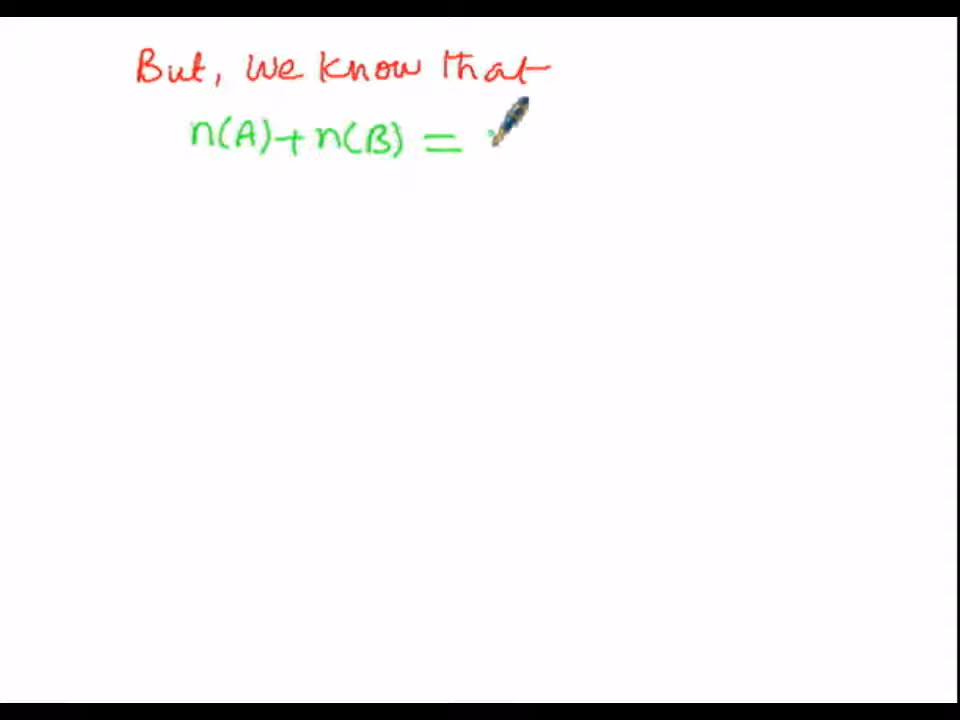 But, we know that
n(A)+n(B) =